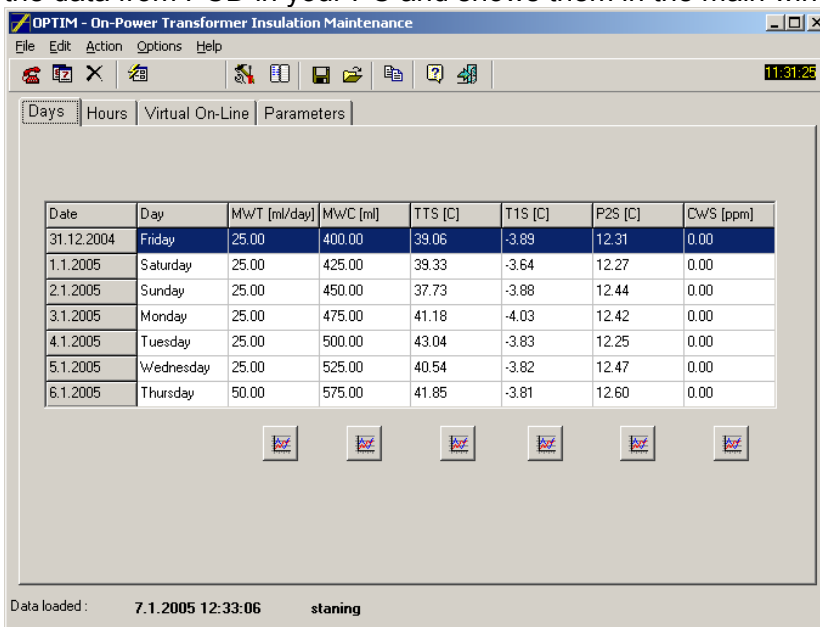 the data from PCB in your PC and shows them in the main win
OPTIM - On-Power Transformer Insulation Maintenance
File Edit Action Options Help
11:31:25
Days Hours Virtual On-Line Parameters
Date Day MWT [ml/day] MWC [ml] TTS [C] T1S [C] P2S [C] CWS [ppm]
31.12.2004 Friday 25.00 400.00 39.06 -3.89 12.31 0.00
1.1.2005 Saturday 25.00 425.00 39.33 -3.64 12.27 0.00
2.1.2005 Sunday 25.00 450.00 37.73 -3.88 12.44 0.00
3.1.2005 Monday 25.00 475.00 41.18 -4.03 12.42 0.00
4.1.2005 Tuesday 25.00 500.00 43.04 -3.83 12.25 0.00
5.1.2005 Wednesday 25.00 525.00 40.54 -3.82 12.47 0.00
6.1.2005 Thursday 50.00 575.00 41.85 -3.81 12.60 0.00
Data loaded : 7.1.2005 12:33:06 staning